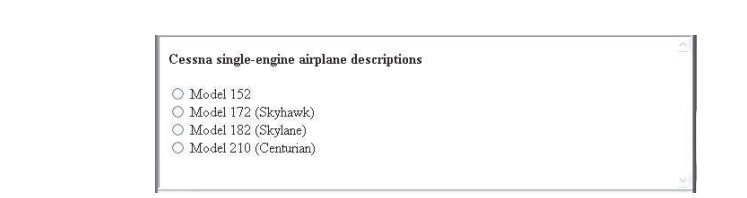 Cessna single-engine airplane descriptions
Model 152
Model 172 (Skyhawk)
Model 182 (Skylane)
Model 210 (Centurian)